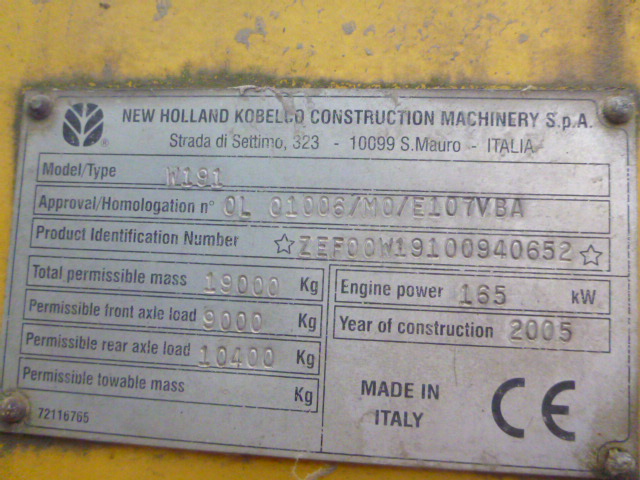 NEW HOLLAND KOBELCO CONSTRUCTION MACHINERY S.p.A.
Strada di Settimo, 323 - 10099 S.Mauro - ITALIA
Model/Type W191
Approval/Homologation n° OL 01006/MO/E107VBA
Product Identification Number ☆ZEF00W19100940652☆
Total permissible mass 19000 Kg
Permissible front axle load 9000 Kg
Permissible rear axle load 10400 Kg
Permissible towable mass Kg
Engine power 165 kW
Year of construction 2005
MADE IN
ITALY
CE
72116765